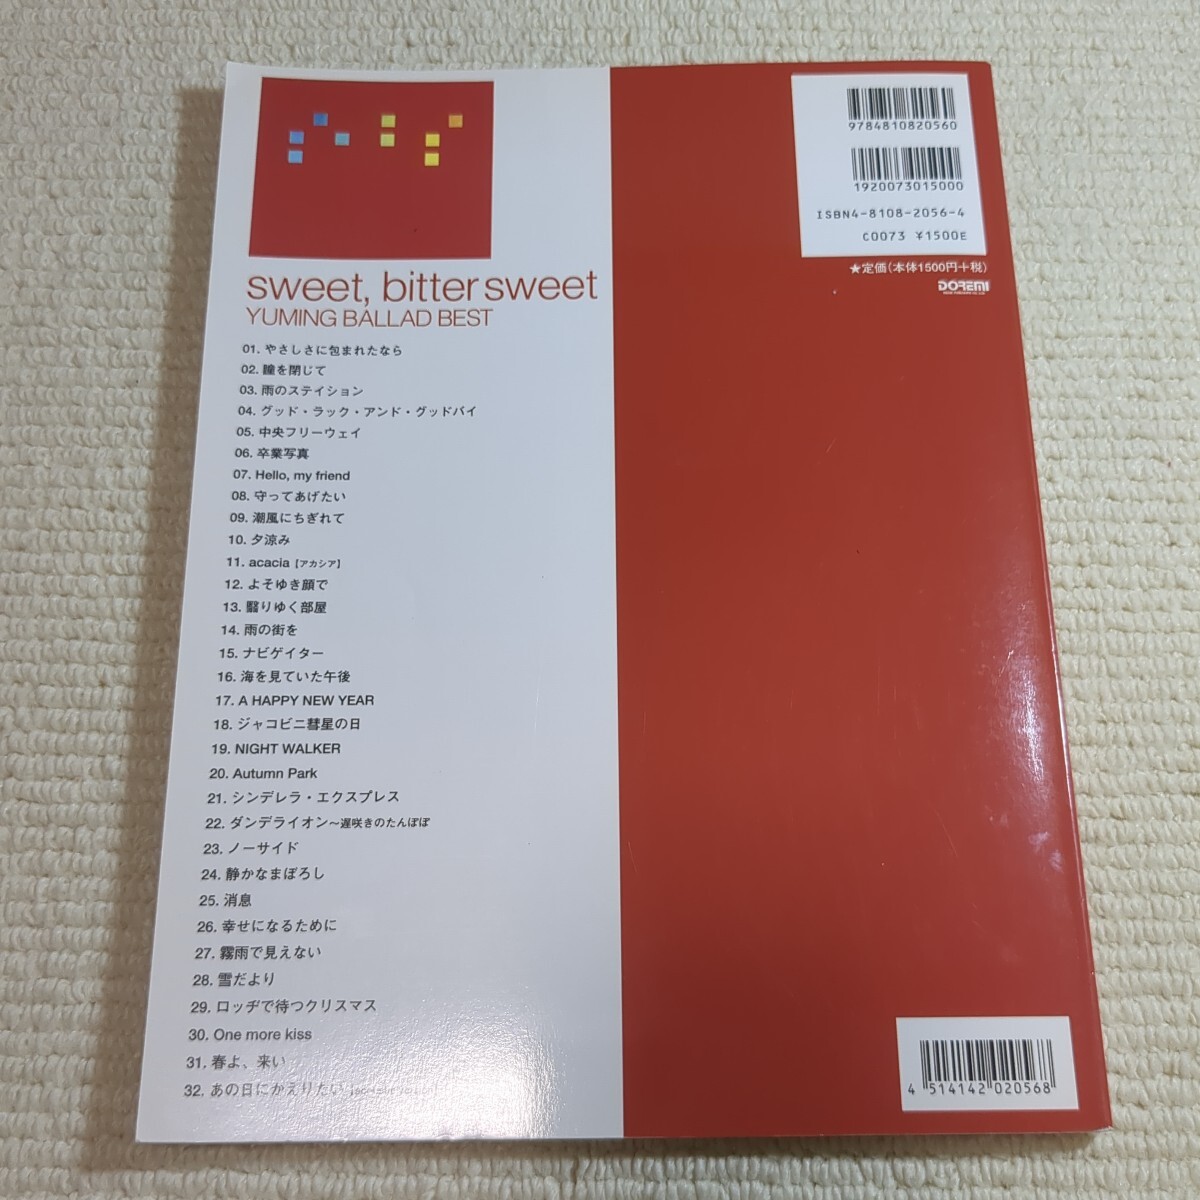 9784810820560
1920073015000
ISBN4-8108-2056-4
C0073 ¥1500E
★定価(本体1500円+税)
DOREMI
sweet, bitter sweet
YUMING BALLAD BEST
01. やさしさに包まれたなら
02. 瞳を閉じて
03. 雨のステイション
04. グッド・ラック・アンド・グッドバイ
05. 中央フリーウェイ
06. 卒業写真
07. Hello, my friend
08. 守ってあげたい
09. 潮風にちぎれて
10. 夕涼み
11. acacia【アカシア】
12. よそゆき顔で
13. 翳りゆく部屋
14. 雨の街を
15. ナビゲイター
16. 海を見ていた午後
17. A HAPPY NEW YEAR
18. ジャコビニ彗星の日
19. NIGHT WALKER
20. Autumn Park
21. シンデレラ・エクスプレス
22. ダンデライオン~遅咲きのたんぽぽ
23. ノーサイド
24. 静かなまぼろし
25. 消息
26. 幸せになるために
27. 霧雨で見えない
28. 雪だより
29. ロッヂで待つクリスマス
30. One more kiss
31. 春よ、来い
32. あの日にかえりたい
4 514142 020568